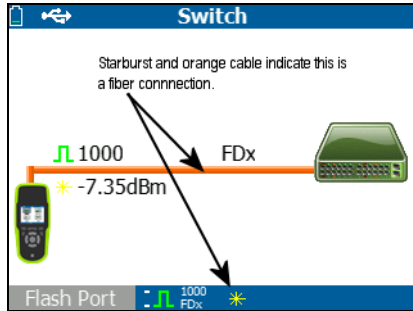 Switch
Starburst and orange cable indicate this is
a fiber connnection.
1000 FDx
-7.35dBm
Flash Port 1000
FDx